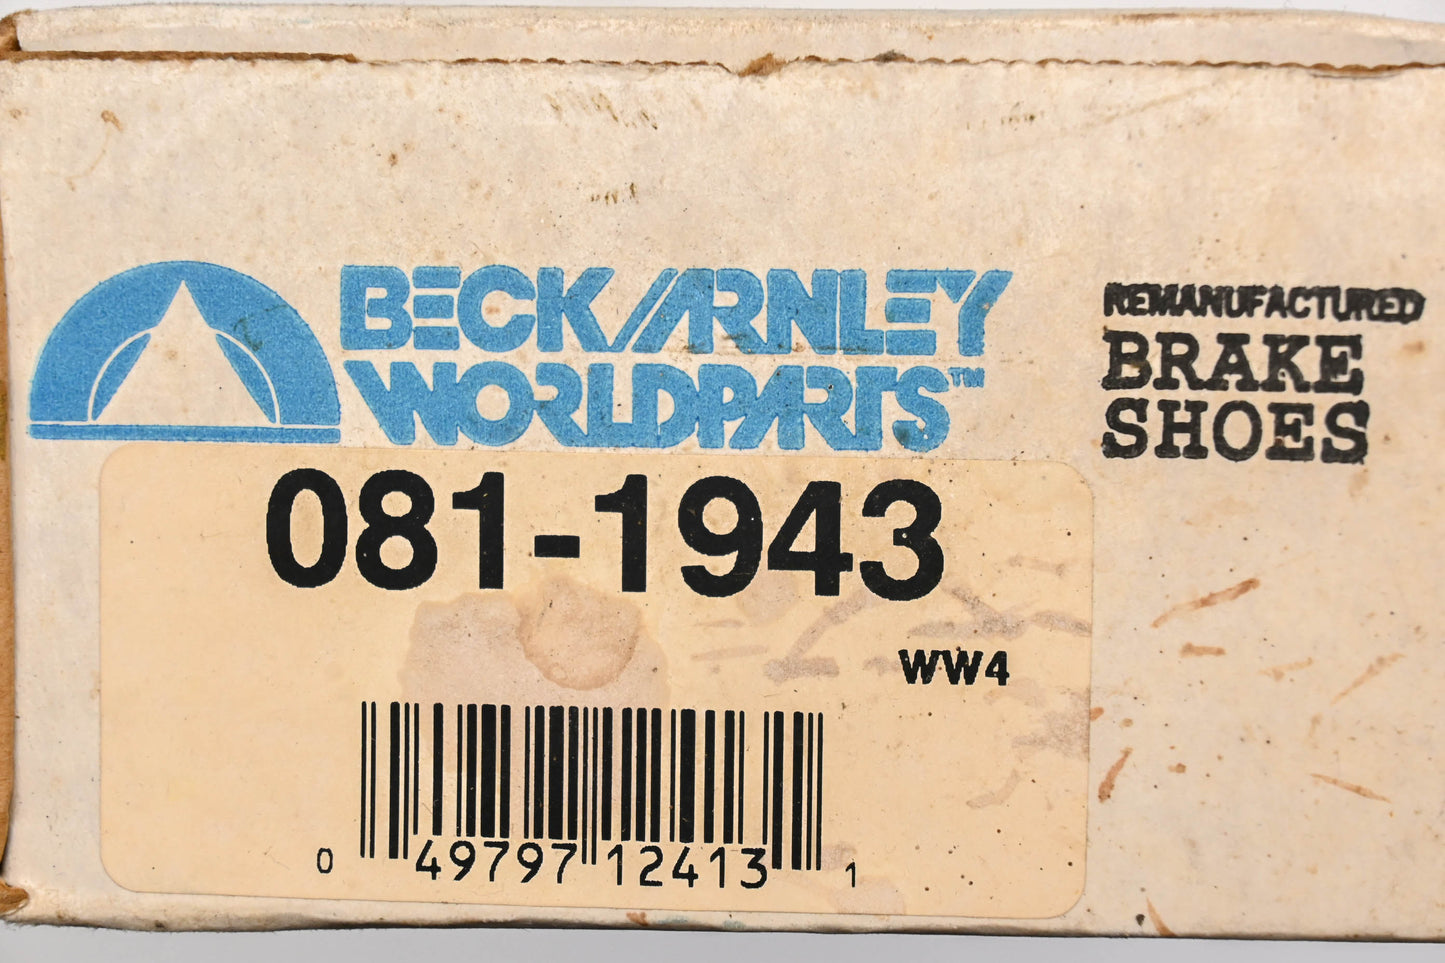 BECK/ARNLEY
WORLDPARTS™
REMANUFACTURED
BRAKE
SHOES
081-1943
WW4
0 49797 12413 1